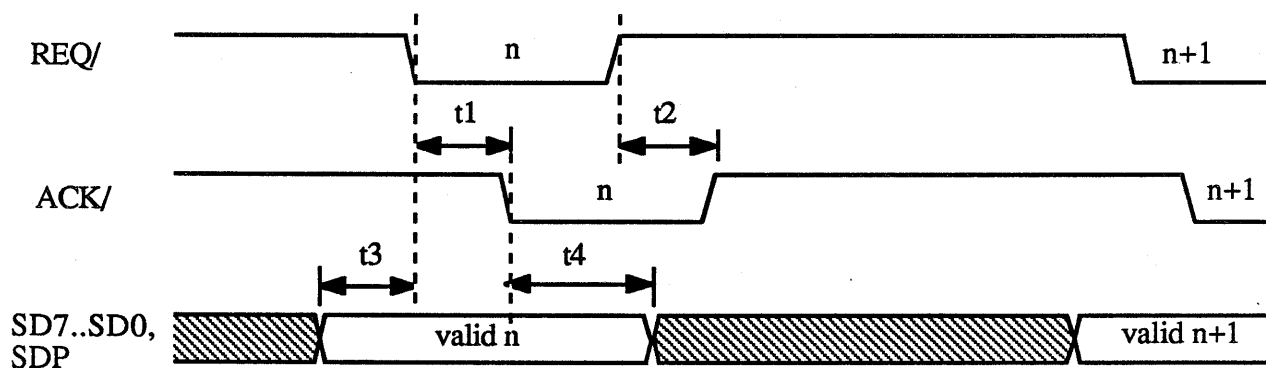 REQ/ n n+1
t1 t2
ACK/ n n+1
t3 t4
SD7..SD0, valid n valid n+1
SDP